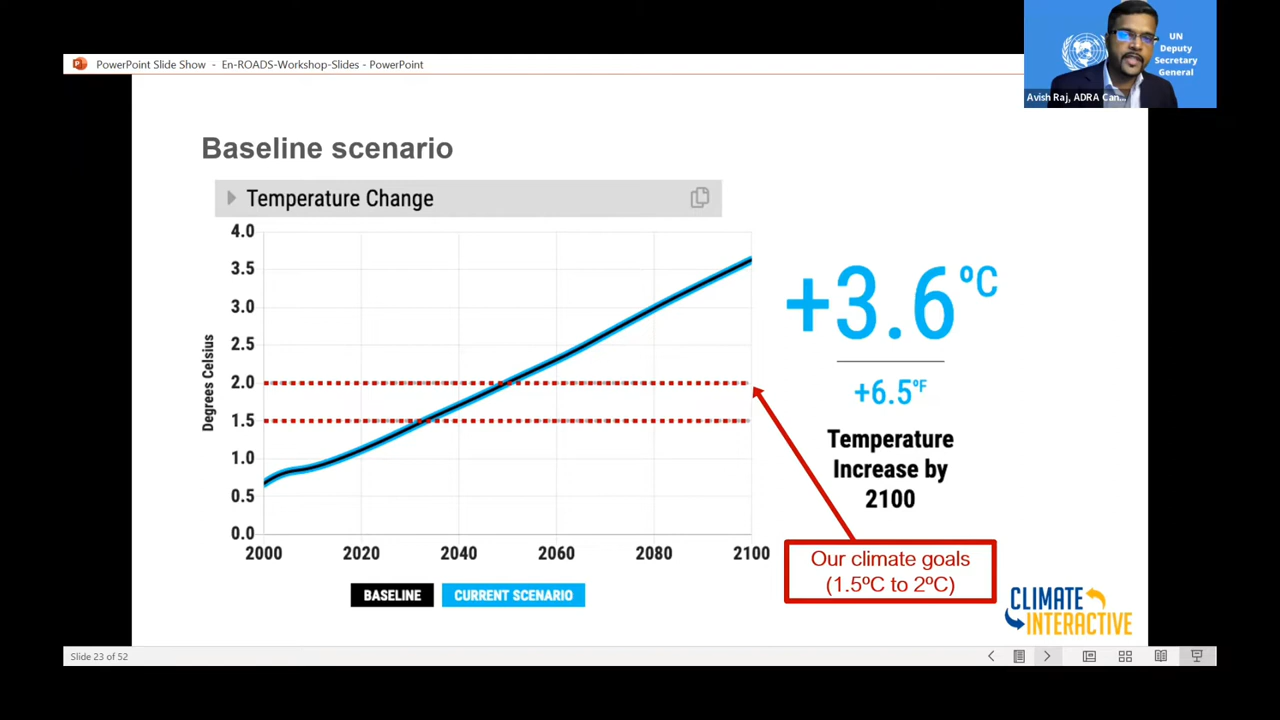 PowerPoint Slide Show - En-ROADS-Workshop-Slides - PowerPoint
UN
Deputy
Secretary
General
Avish Raj, ADRA Can...
Baseline scenario
Temperature Change
4.0
3.5
3.0
2.5
2.0
1.5
1.0
0.5
0.0
Degrees Celsius
2000 2020 2040 2060 2080 2100
BASELINE CURRENT SCENARIO
+3.6ºC
+6.5ºF
Temperature
Increase by
2100
Our climate goals
(1.5ºC to 2ºC)
CLIMATE
INTERACTIVE
Slide 23 of 52